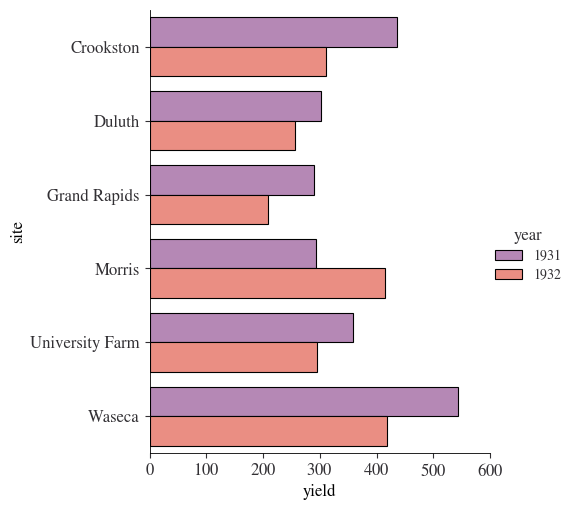 Crookston
Duluth
Grand Rapids
Morris
University Farm
Waseca
site
0 100 200 300 400 500 600
yield
year
1931
1932